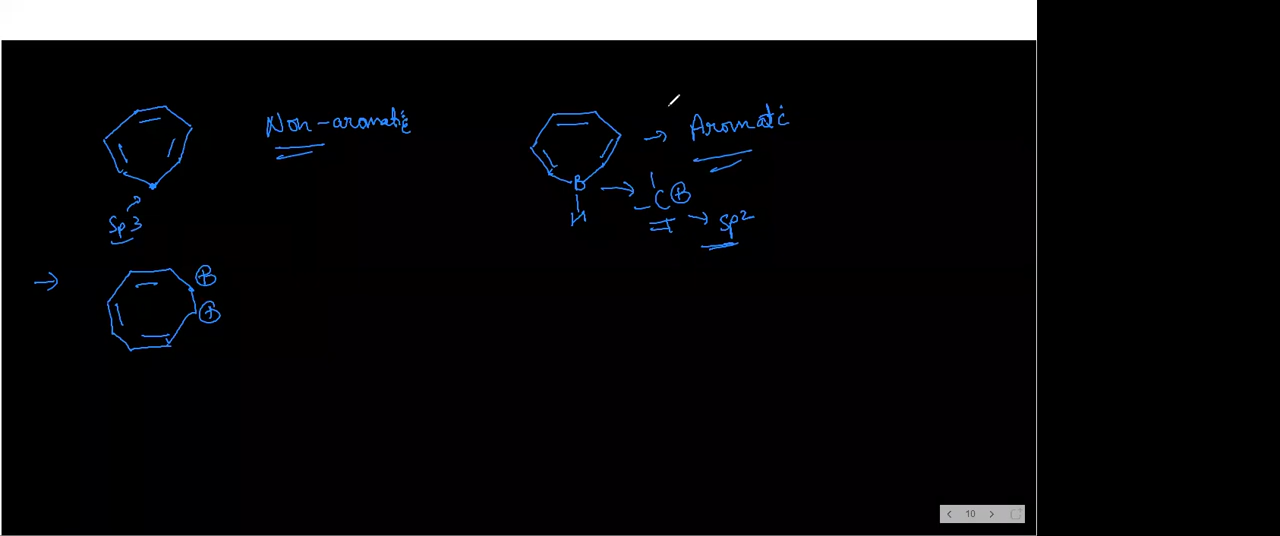 Non-aromatic
Sp3
→ Aromatic
B → C⊕
H
→ Sp²
→
⊕
⊕
< 10 >